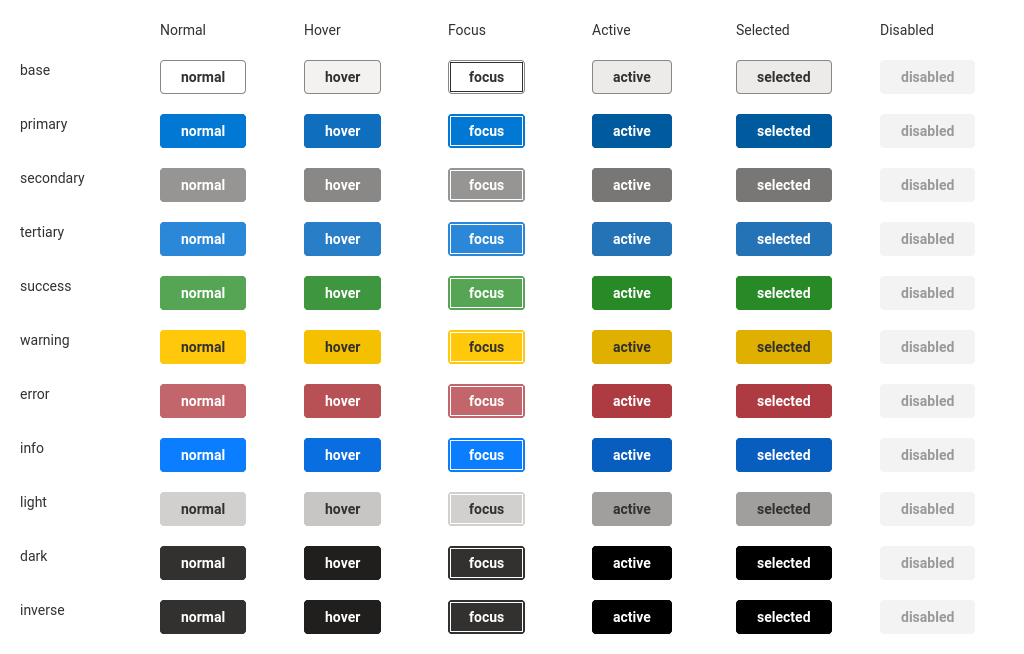 Normal Hover Focus Active Selected Disabled
base normal hover focus active selected disabled
primary normal hover focus active selected disabled
secondary normal hover focus active selected disabled
tertiary normal hover focus active selected disabled
success normal hover focus active selected disabled
warning normal hover focus active selected disabled
error normal hover focus active selected disabled
info normal hover focus active selected disabled
light normal hover focus active selected disabled
dark normal hover focus active selected disabled
inverse normal hover focus active selected disabled